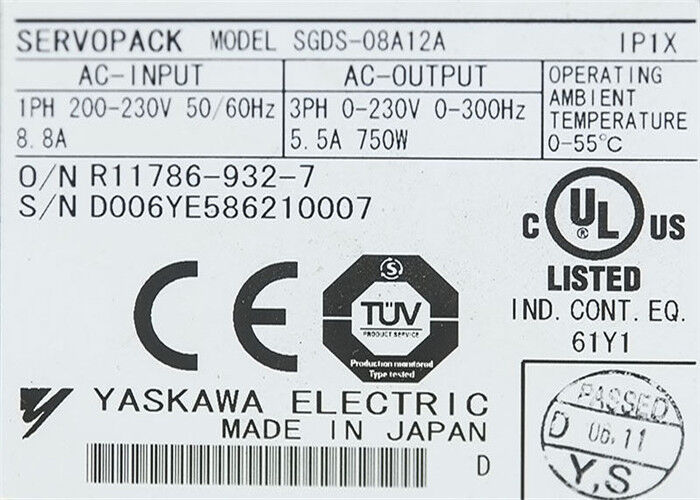 SERVOPACK MODEL SGDS-08A12A IP1X
AC-INPUT
1PH 200-230V 50/60Hz
8.8A
AC-OUTPUT
3PH 0-230V 0-300Hz
5.5A 750W
OPERATING
AMBIENT
TEMPERATURE
0-55°C
O/N R11786-932-7
S/N D006YE586210007
CE
S
TÜV
PRODUCT SERVICE
Production monitored
Type tested
C UL US
®
LISTED
IND. CONT. EQ.
61Y1
YASKAWA ELECTRIC
MADE IN JAPAN
D
PASSED
D 06.11
Y,S